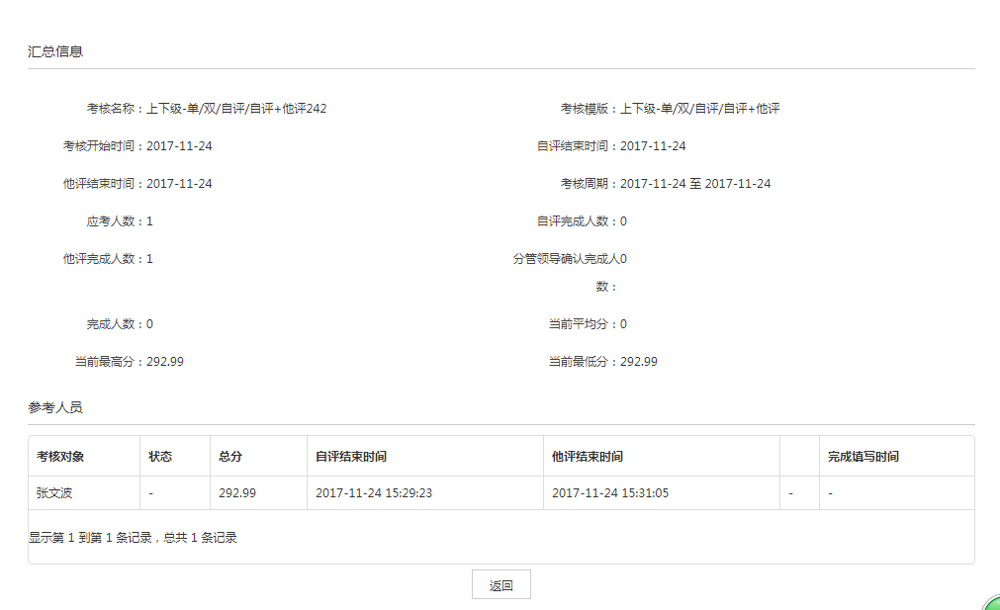 汇总信息
考核名称：上下级-单/双/自评/自评+他评242
考核模版：上下级-单/双/自评/自评+他评
考核开始时间：2017-11-24
自评结束时间：2017-11-24
他评结束时间：2017-11-24
考核周期：2017-11-24 至 2017-11-24
应考人数：1
自评完成人数：0
他评完成人数：1
分管领导确认完成人0
数：
完成人数：0
当前平均分：0
当前最高分：292.99
当前最低分：292.99
参考人员
考核对象 状态 总分 自评结束时间 他评结束时间 完成填写时间
张文波 - 292.99 2017-11-24 15:29:23 2017-11-24 15:31:05 - -
显示第 1 到第 1 条记录，总共 1 条记录
返回